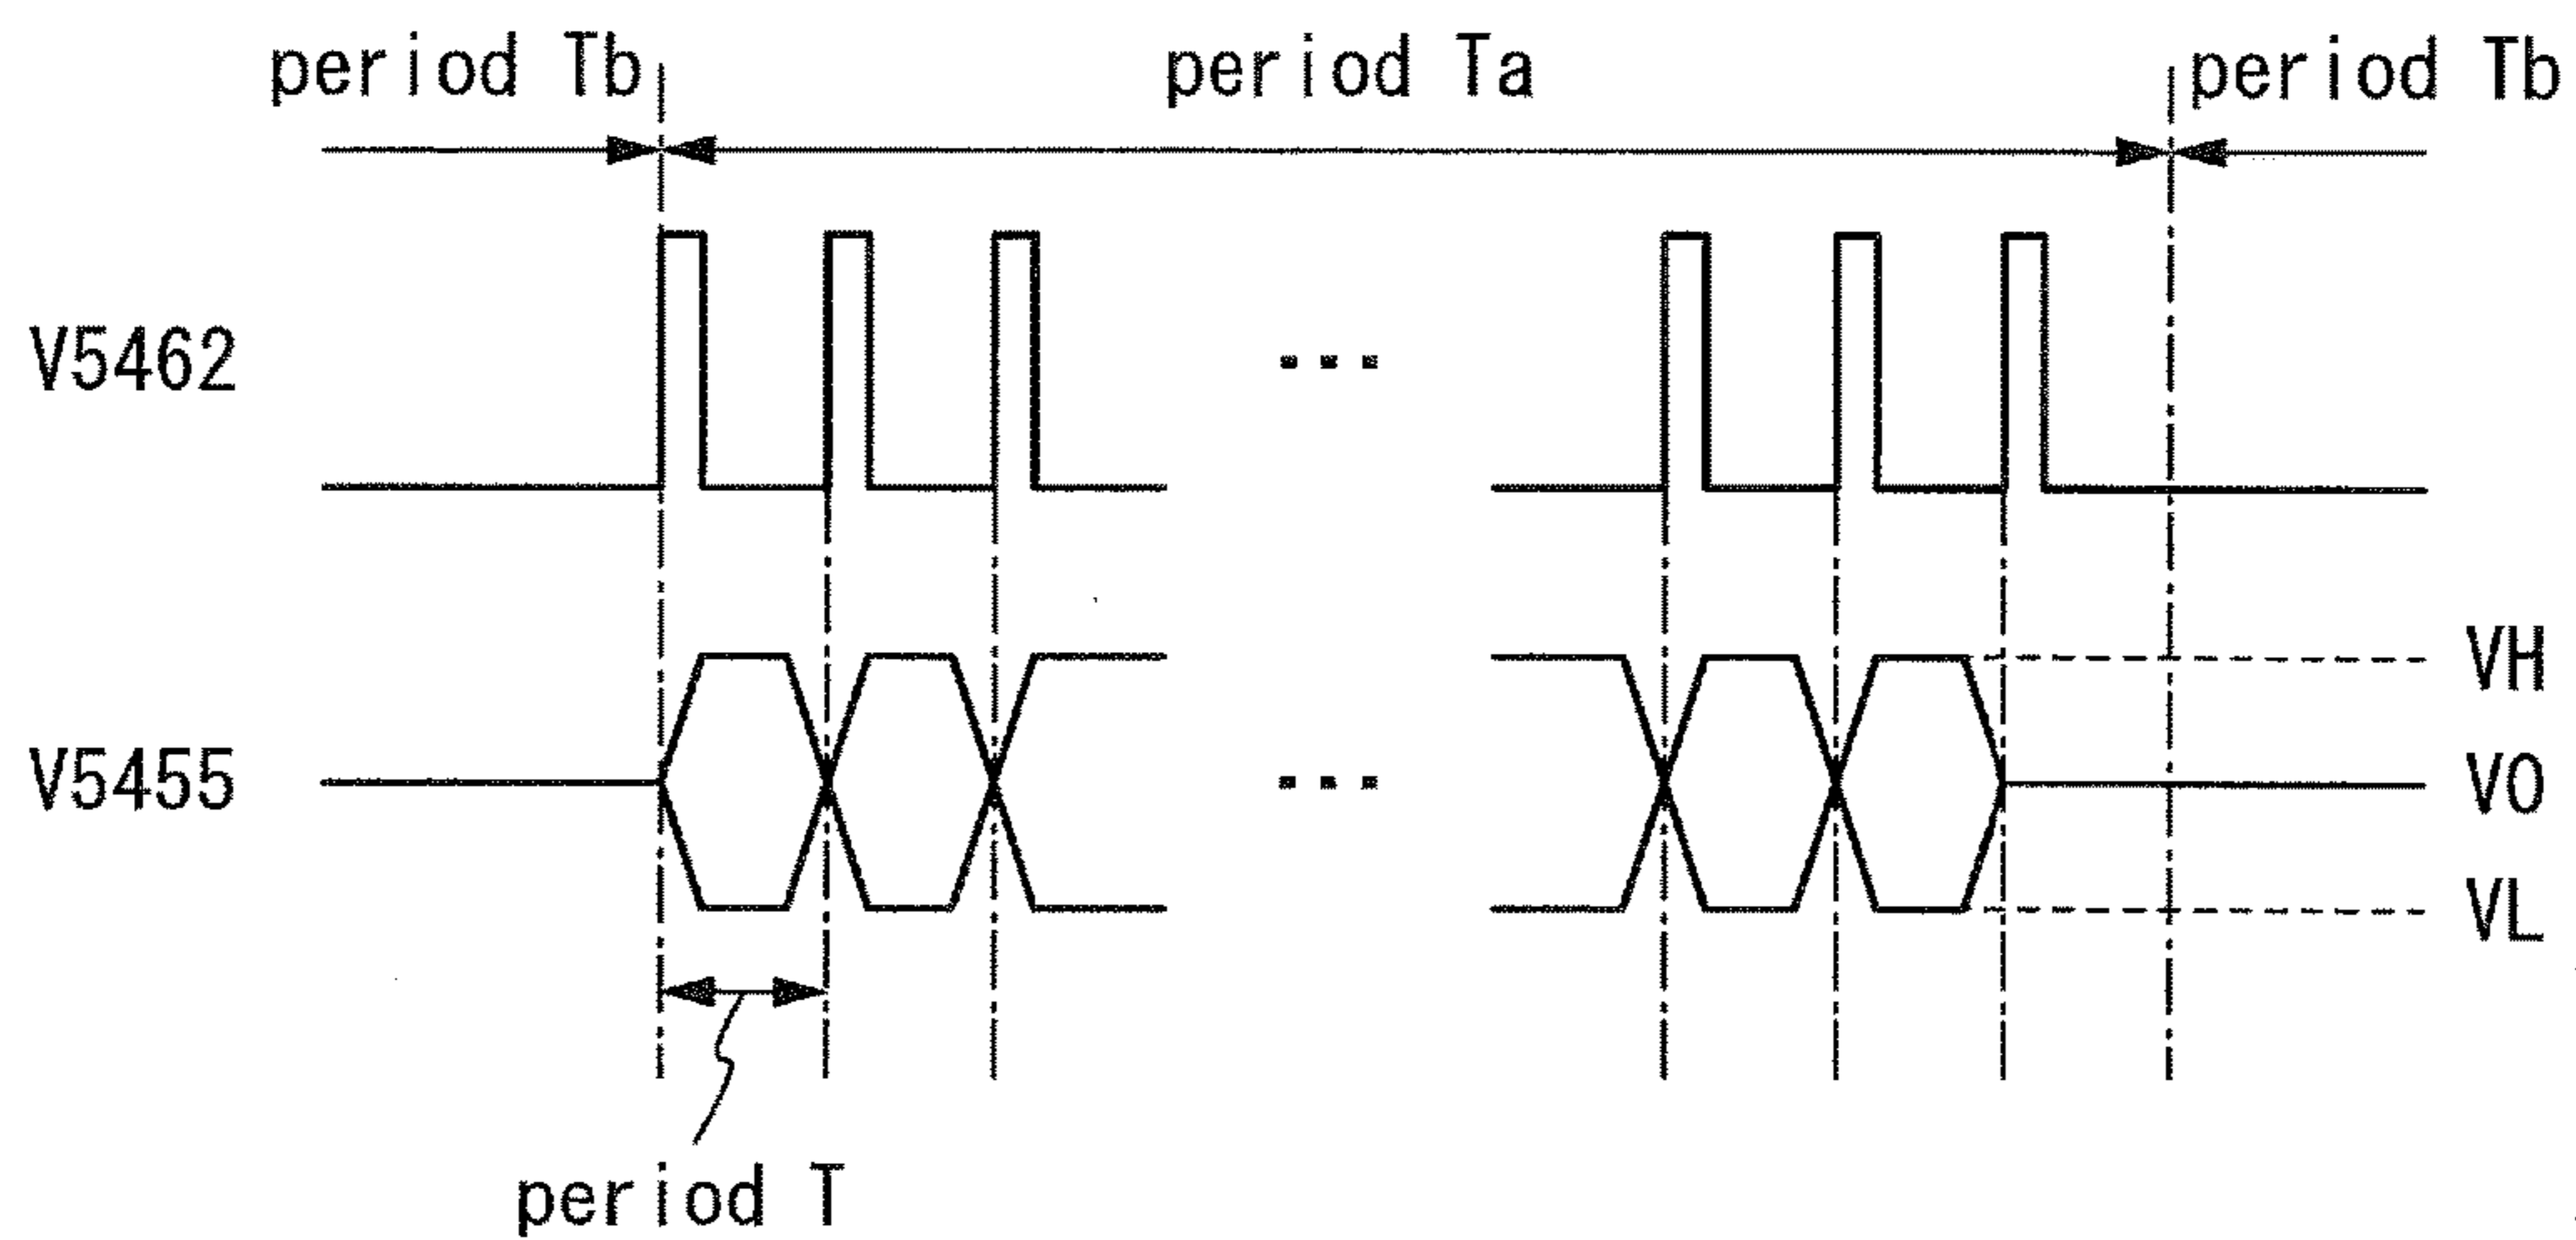 period Tb
period Ta
period Tb
V5462
...
VH
V5455
...
V0
VL
period T